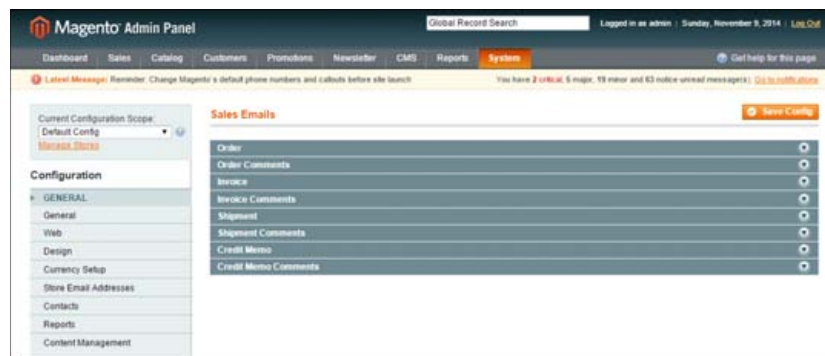 Magento Admin Panel
Global Record Search
Logged in as admin | Sunday, November 9, 2014 | Log Out
Dashboard Sales Catalog Customers Promotions Newsletter CMS Reports System
Get help for this page
Latest Message: Reminder: Change Magento's default phone numbers and callouts before site launch
You have 2 critical, 5 major, 19 minor and 63 notice unread message(s). Go to notifications
Current Configuration Scope:
Default Config
Manage Stores
Configuration
GENERAL
General
Web
Design
Currency Setup
Store Email Addresses
Contacts
Reports
Content Management
Sales Emails
Save Config
Order
Order Comments
Invoice
Invoice Comments
Shipment
Shipment Comments
Credit Memo
Credit Memo Comments